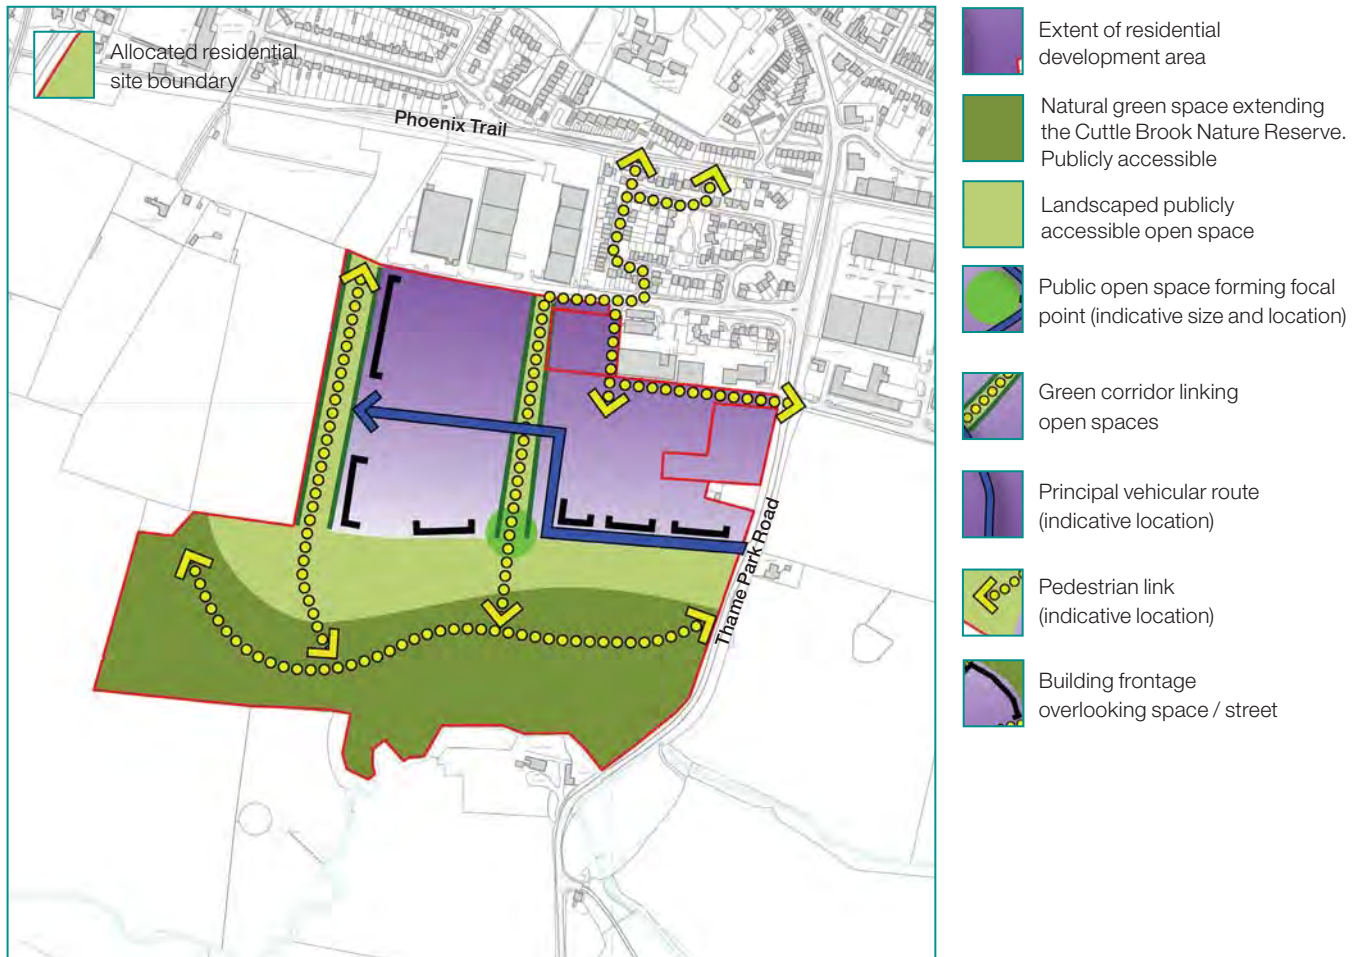 Allocated residential
site boundary
Phoenix Trail
Thame Park Road
Extent of residential
development area
Natural green space extending
the Cuttle Brook Nature Reserve.
Publicly accessible
Landscaped publicly
accessible open space
Public open space forming focal
point (indicative size and location)
Green corridor linking
open spaces
Principal vehicular route
(indicative location)
Pedestrian link
(indicative location)
Building frontage
overlooking space / street